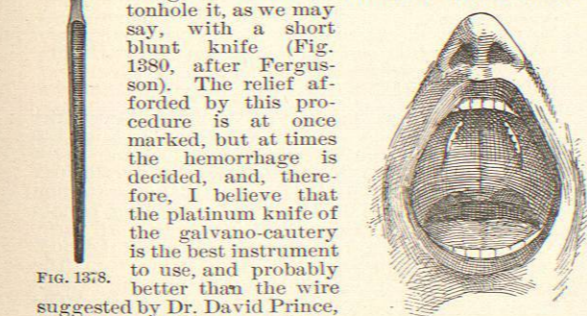 tonhole it, as we may
say, with a short
blunt knife (Fig.
1380, after Fergus-
son). The relief af-
forded by this pro-
cedure is at once
marked, but at times
the hemorrhage is
decided, and, there-
fore, I believe that
the platinum knife of
the galvano-cautery
is the best instrument
to use, and probably
better than the wire
suggested by Dr. David Prince,
FIG. 1378.